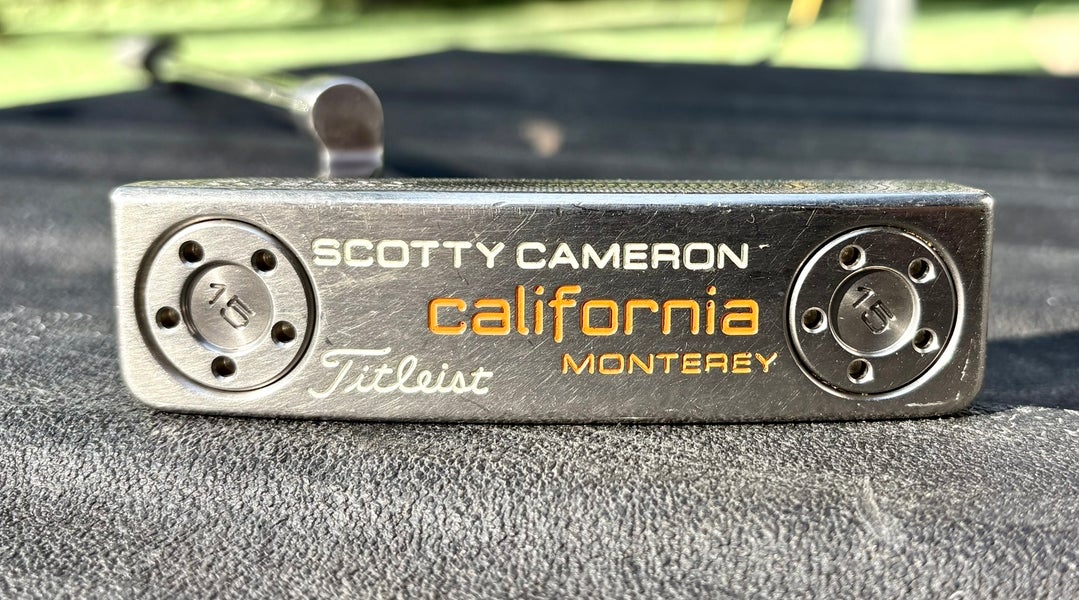 SCOTTY CAMERON
california
MONTEREY
Titleist
15
15